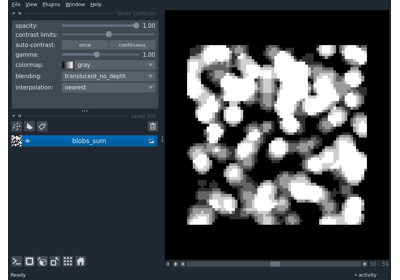 File View Plugins Window Help
layer controls
opacity: 1.00
contrast limits:
auto-contrast: once continuous
gamma: 1.00
colormap: gray
blending: translucent_no_depth
interpolation: nearest
layer list
blobs_sum
30 59
Ready
activity